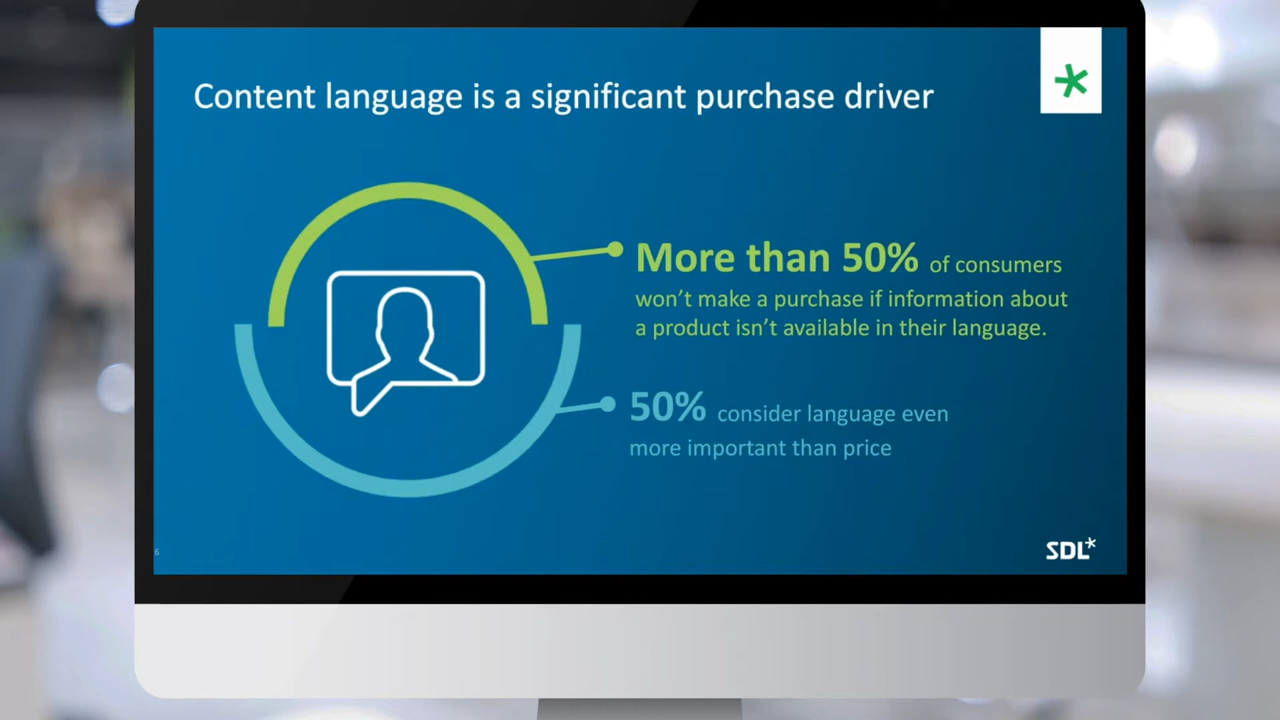 Content language is a significant purchase driver
More than 50% of consumers
won't make a purchase if information about
a product isn't available in their language.
50% consider language even
more important than price
6
SDL*